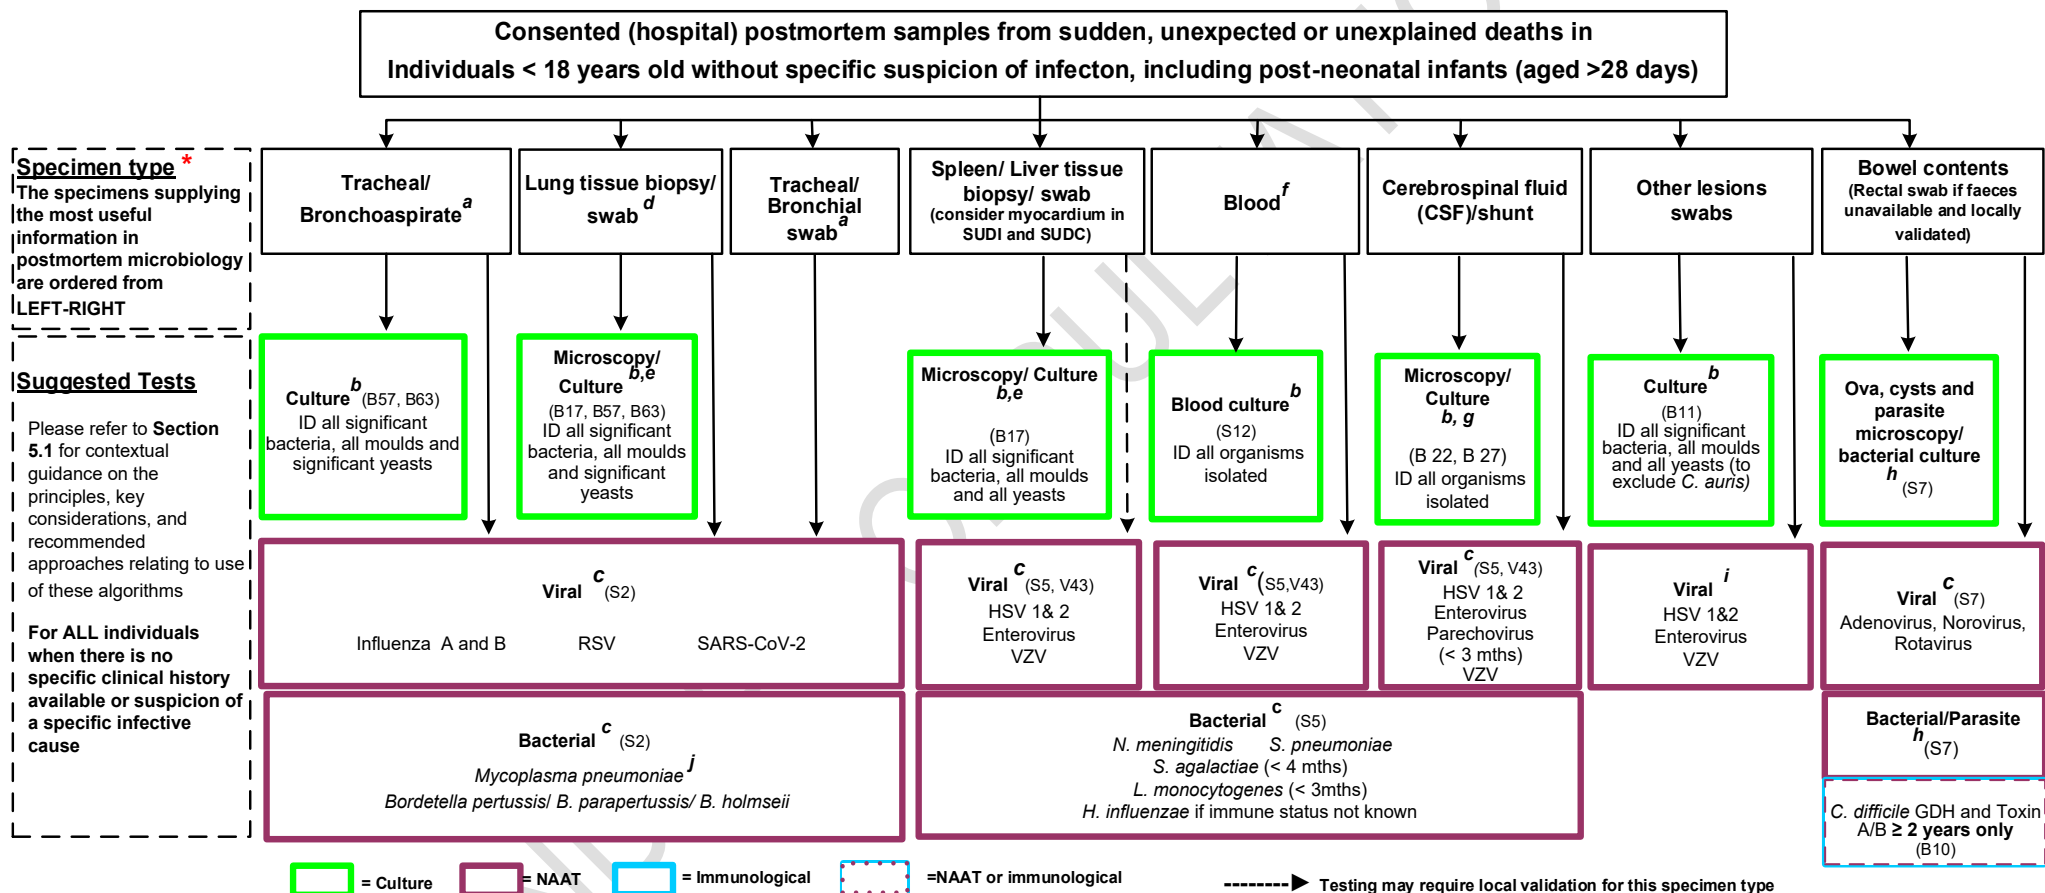 Consented (hospital) postmortem samples from sudden, unexpected or unexplained deaths in
Individuals < 18 years old without specific suspicion of infecton, including post-neonatal infants (aged >28 days)
Specimen type *
The specimens supplying
the most useful
information in
postmortem microbiology
are ordered from
LEFT-RIGHT
Tracheal/
Bronchoaspirate a
Lung tissue biopsy/
swab d
Tracheal/
Bronchial
swab a
Spleen/ Liver tissue
biopsy/ swab
(consider myocardium in
SUDI and SUDC)
Blood f
Cerebrospinal fluid
(CSF)/shunt
Other lesions
swabs
Bowel contents
(Rectal swab if faeces
unavailable and locally
validated)
Suggested Tests
Please refer to Section
5.1 for contextual
guidance on the
principles, key
considerations, and
recommended
approaches relating to use
of these algorithms
For ALL individuals
when there is no
specific clinical history
available or suspicion of
a specific infective
cause
Culture b (B57, B63)
ID all significant
bacteria, all moulds and
significant yeasts
Microscopy/
Culture b,e
(B17, B57, B63)
ID all significant
bacteria, all moulds
and significant
yeasts
Microscopy/ Culture
b,e
(B17)
ID all significant
bacteria, all moulds
and all yeasts
Blood culture b
(S12)
ID all organisms
isolated
Microscopy/
Culture
b, g
(B 22, B 27)
ID all organisms
isolated
Culture b
(B11)
ID all significant
bacteria, all moulds
and all yeasts (to
exclude C. auris)
Ova, cysts and
parasite
microscopy/
bacterial culture
h (S7)
Viral c (S2)
Influenza A and B RSV SARS-CoV-2
Viral c (S5, V43)
HSV 1& 2
Enterovirus
VZV
Viral c (S5,V43)
HSV 1& 2
Enterovirus
VZV
Viral c (S5, V43)
HSV 1& 2
Enterovirus
Parechovirus
(< 3 mths)
VZV
Viral i
HSV 1&2
Enterovirus
VZV
Viral c (S7)
Adenovirus, Norovirus,
Rotavirus
Bacterial c (S2)
Mycoplasma pneumoniae j
Bordetella pertussis/ B. parapertussis/ B. holmseii
Bacterial c (S5)
N. meningitidis S. pneumoniae
S. agalactiae (< 4 mths)
L. monocytogenes (< 3mths)
H. influenzae if immune status not known
Bacterial/Parasite
h (S7)
C. difficile GDH and Toxin
A/B ≥ 2 years only
(B10)
= Culture
= NAAT
= Immunological
=NAAT or immunological
Testing may require local validation for this specimen type